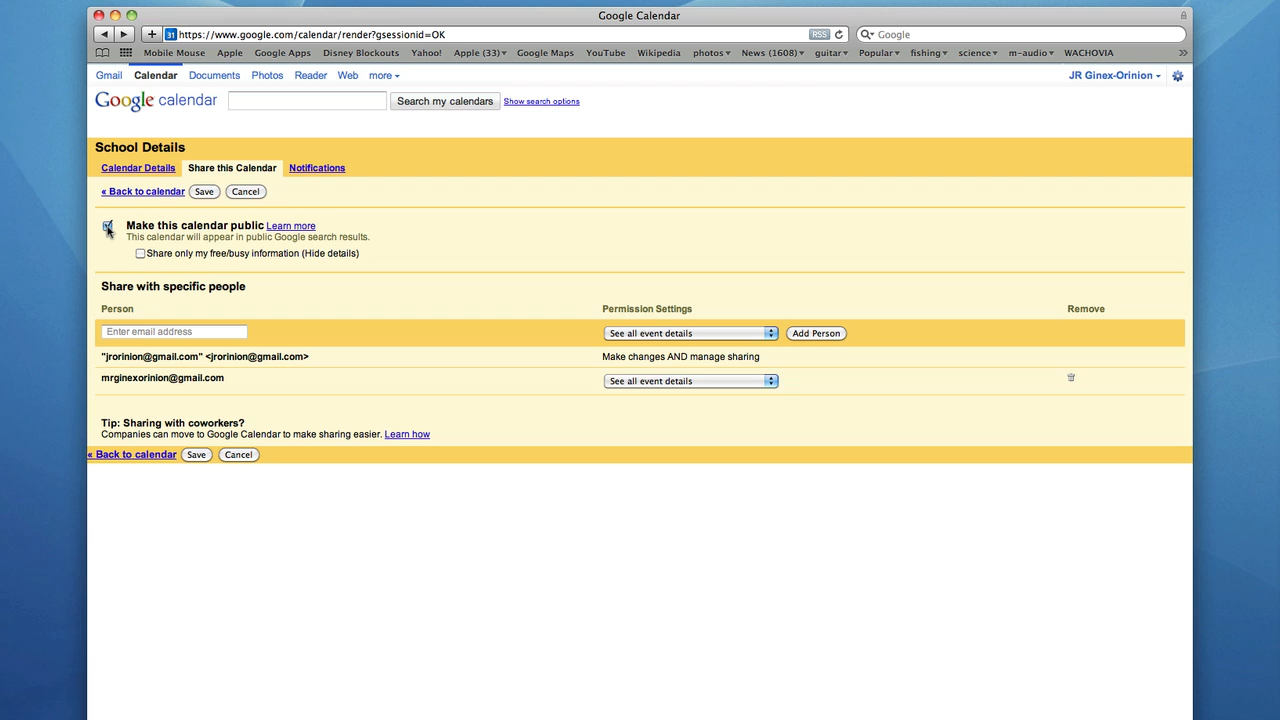 Google Calendar
31 https://www.google.com/calendar/render?gsessionid=OK RSS Google
Mobile Mouse Apple Google Apps Disney Blockouts Yahoo! Apple (33) Google Maps YouTube Wikipedia photos News (1608) guitar Popular fishing science m-audio WACHOVIA
Gmail Calendar Documents Photos Reader Web more JR Ginex-Orinion
Google calendar Search my calendars Show search options
School Details
Calendar Details Share this Calendar Notifications
« Back to calendar Save Cancel
Make this calendar public Learn more
This calendar will appear in public Google search results.
Share only my free/busy information (Hide details)
Share with specific people
Person Permission Settings Remove
Enter email address See all event details Add Person
"jrorinion@gmail.com" <jrorinion@gmail.com> Make changes AND manage sharing
mrginexorinion@gmail.com See all event details
Tip: Sharing with coworkers?
Companies can move to Google Calendar to make sharing easier. Learn how
« Back to calendar Save Cancel